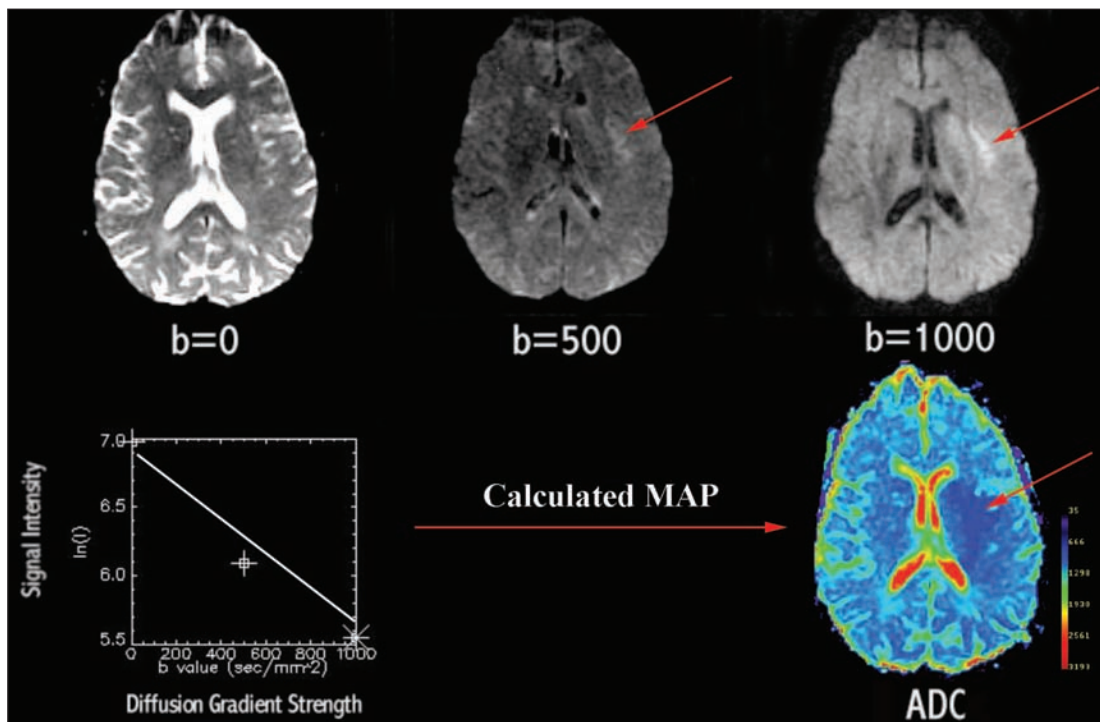 b=0
b=500
b=1000
Signal Intensity
ln(I)
7.0
6.5
6.0
5.5
0 200 400 600 800 1000
b value (sec/mm^2)
Diffusion Gradient Strength
Calculated MAP
35
666
1298
1930
2561
3193
ADC